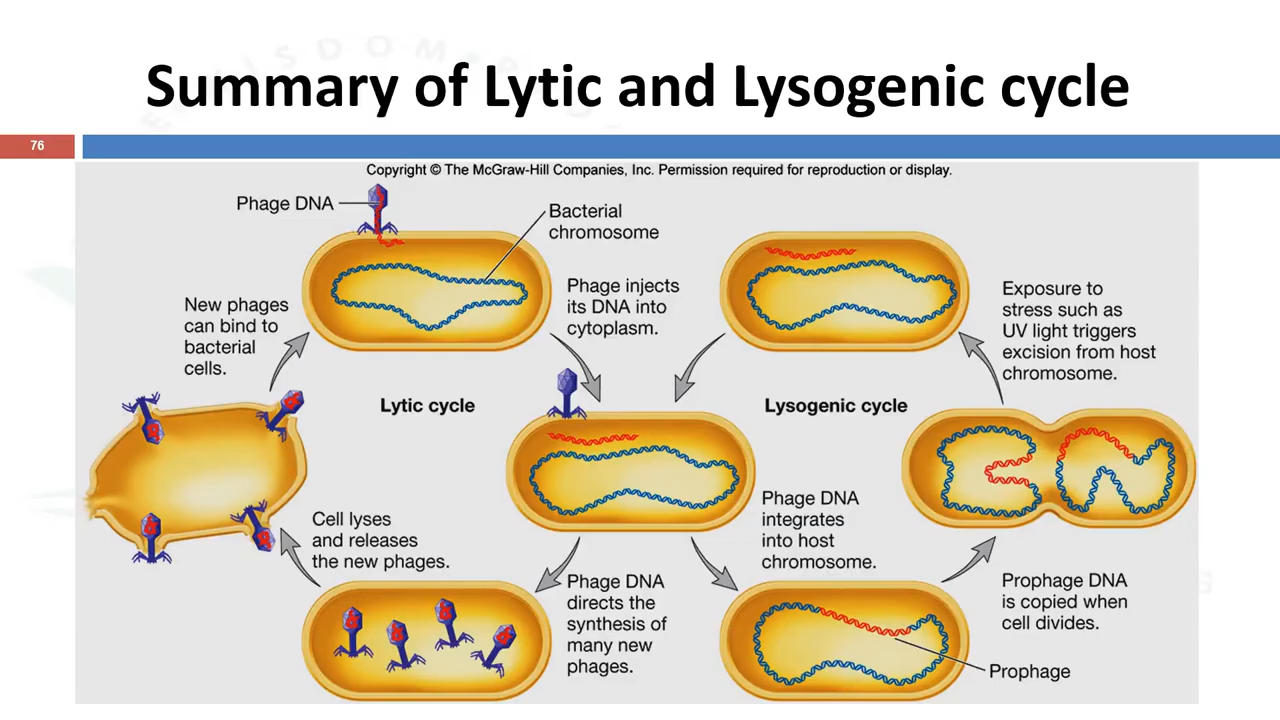 Summary of Lytic and Lysogenic cycle
76
Copyright © The McGraw-Hill Companies, Inc. Permission required for reproduction or display.
Phage DNA
Bacterial
chromosome
Phage injects
its DNA into
cytoplasm.
New phages
can bind to
bacterial
cells.
Exposure to
stress such as
UV light triggers
excision from host
chromosome.
Lytic cycle
Lysogenic cycle
Cell lyses
and releases
the new phages.
Phage DNA
directs the
synthesis of
many new
phages.
Phage DNA
integrates
into host
chromosome.
Prophage DNA
is copied when
cell divides.
Prophage